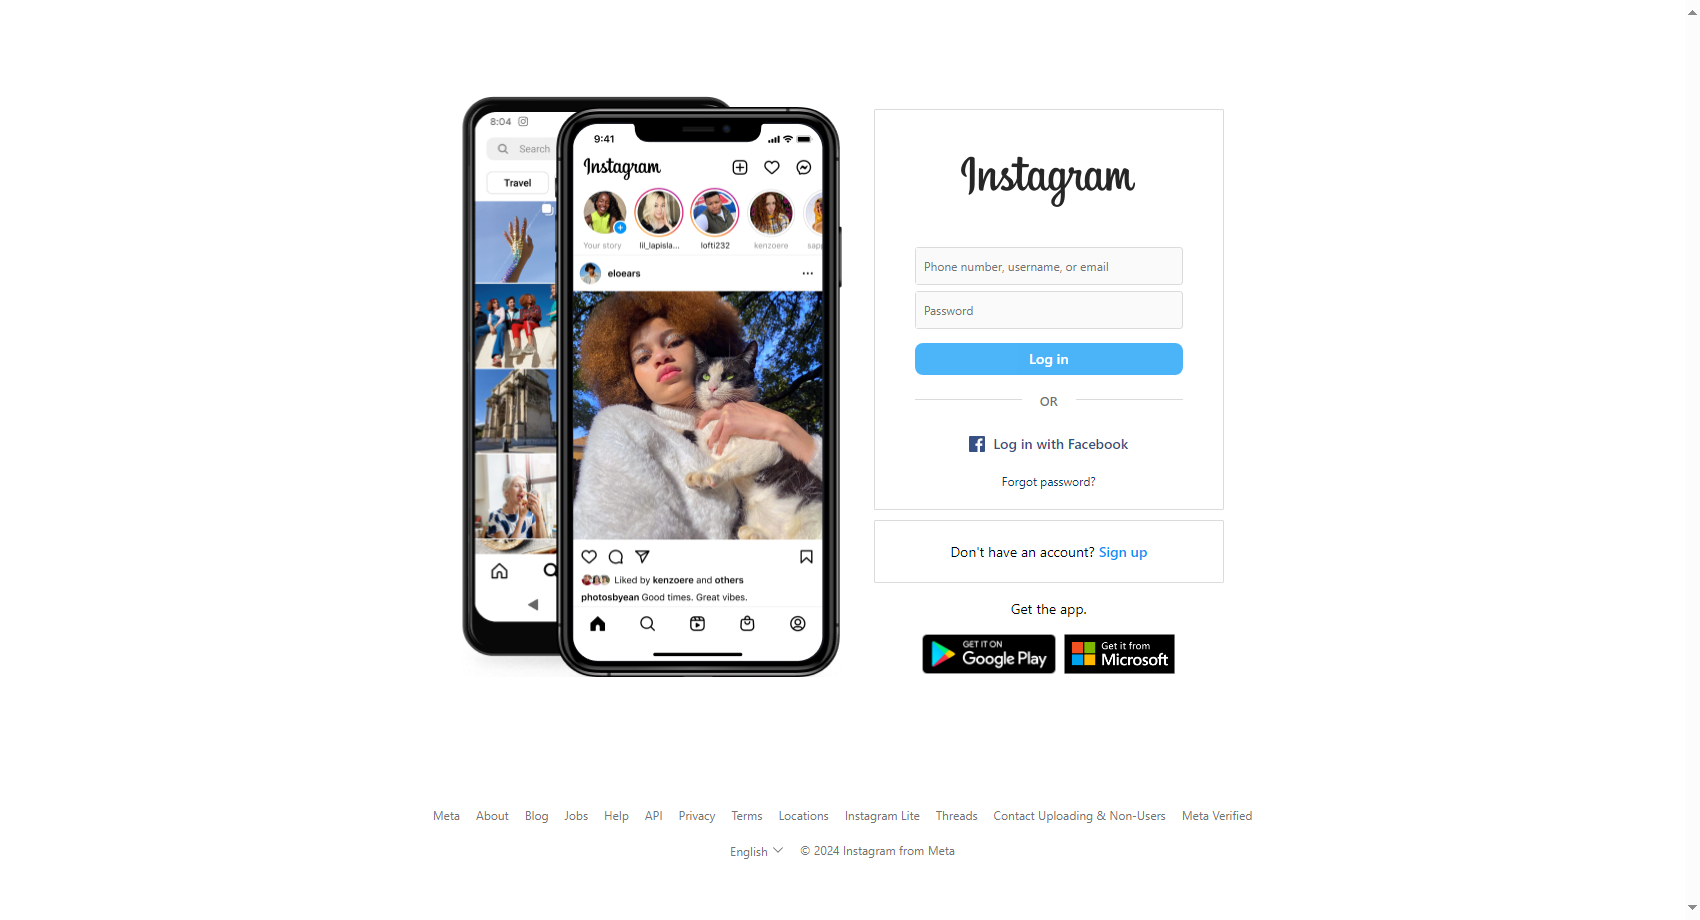 8:04
Search
Travel
9:41
Instagram
Your story
lil_lapisla...
lofti232
kenzoere
sapp
eloears
Liked by kenzoere and others
photosbyean Good times. Great vibes.
Instagram
Phone number, username, or email
Password
Log in
OR
Log in with Facebook
Forgot password?
Don't have an account? Sign up
Get the app.
GET IT ON
Google Play
Get it from
Microsoft
Meta About Blog Jobs Help API Privacy Terms Locations Instagram Lite Threads Contact Uploading & Non-Users Meta Verified
English © 2024 Instagram from Meta